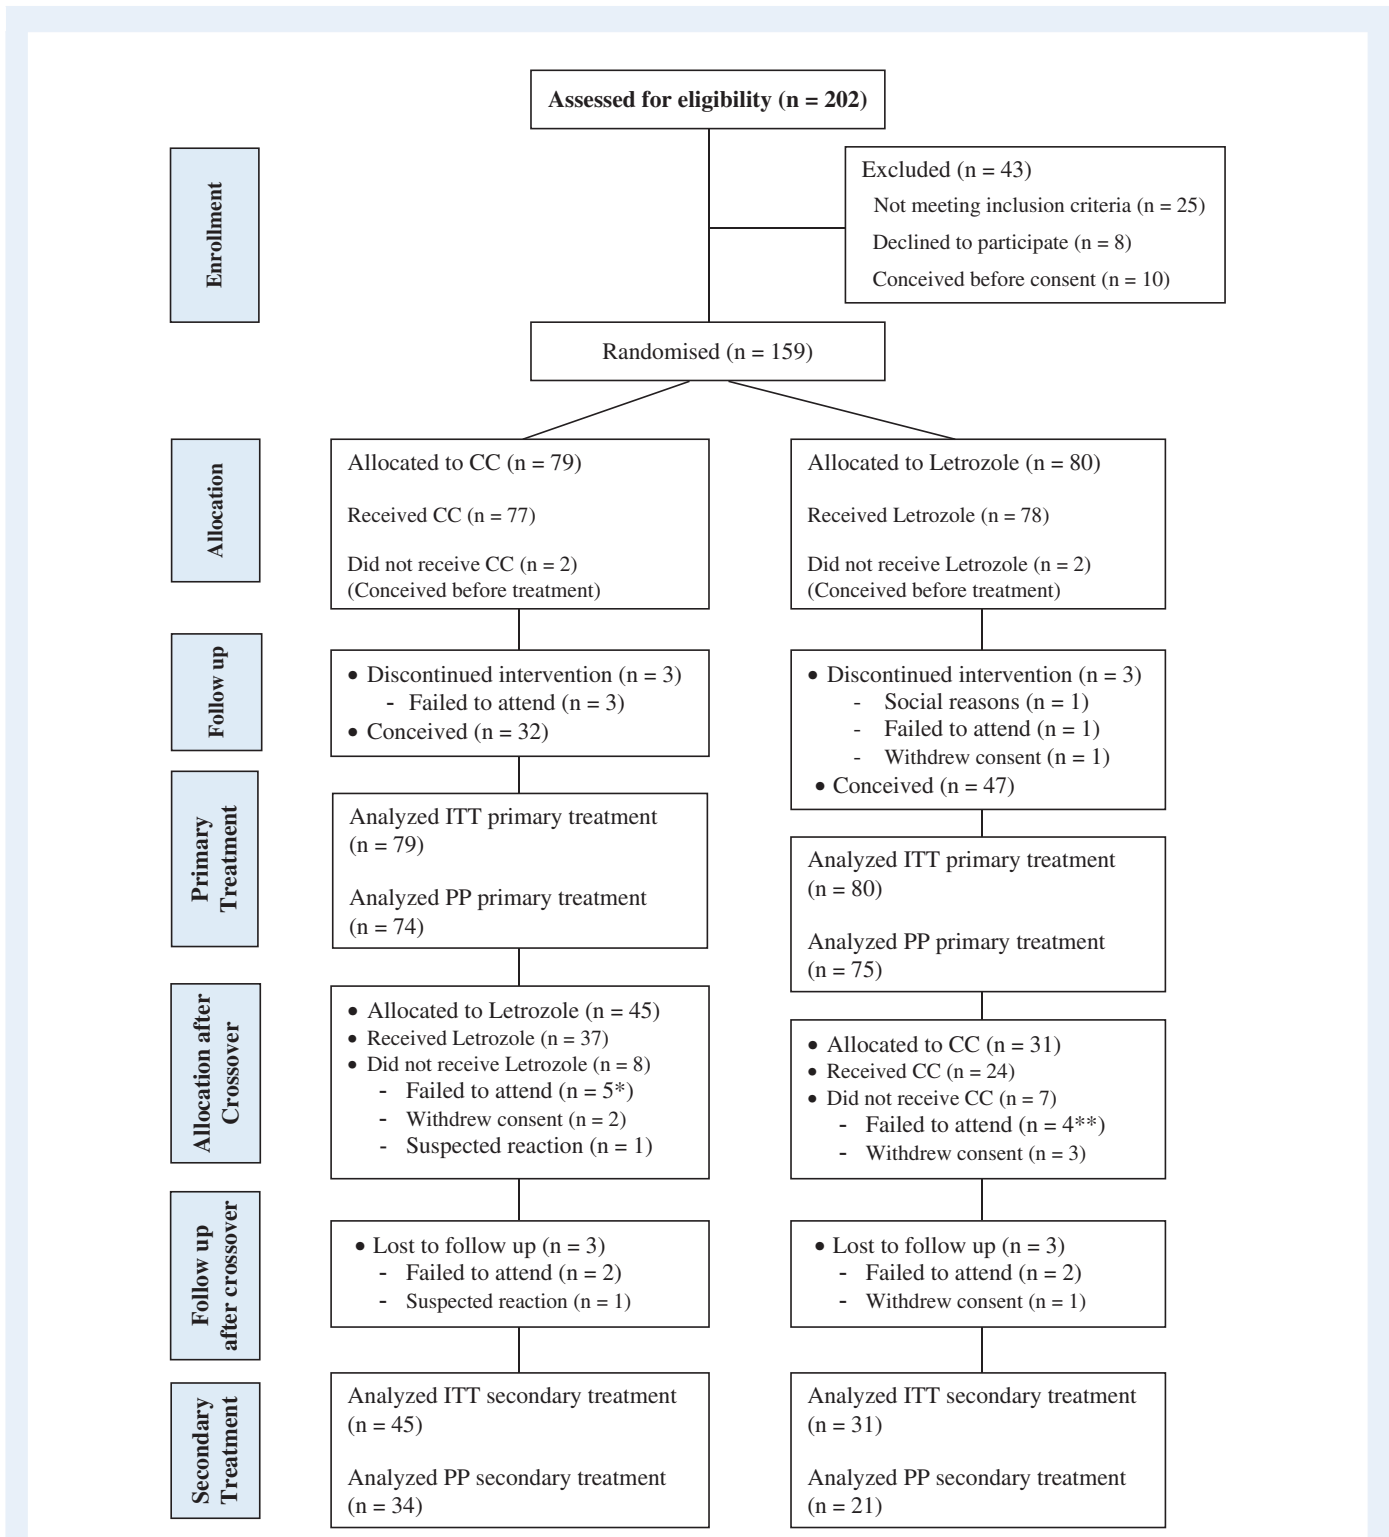 Assessed for eligibility (n = 202)
Enrollment
Excluded (n = 43)
Not meeting inclusion criteria (n = 25)
Declined to participate (n = 8)
Conceived before consent (n = 10)
Randomised (n = 159)
Allocation
Allocated to CC (n = 79)
Received CC (n = 77)
Did not receive CC (n = 2)
(Conceived before treatment)
Allocated to Letrozole (n = 80)
Received Letrozole (n = 78)
Did not receive Letrozole (n = 2)
(Conceived before treatment)
Follow up
• Discontinued intervention (n = 3)
- Failed to attend (n = 3)
• Conceived (n = 32)
• Discontinued intervention (n = 3)
- Social reasons (n = 1)
- Failed to attend (n = 1)
- Withdrew consent (n = 1)
• Conceived (n = 47)
Primary
Treatment
Analyzed ITT primary treatment
(n = 79)
Analyzed PP primary treatment
(n = 74)
Analyzed ITT primary treatment
(n = 80)
Analyzed PP primary treatment
(n = 75)
Allocation after
Crossover
• Allocated to Letrozole (n = 45)
• Received Letrozole (n = 37)
• Did not receive Letrozole (n = 8)
- Failed to attend (n = 5*)
- Withdrew consent (n = 2)
- Suspected reaction (n = 1)
• Allocated to CC (n = 31)
• Received CC (n = 24)
• Did not receive CC (n = 7)
- Failed to attend (n = 4**)
- Withdrew consent (n = 3)
Follow up
after crossover
• Lost to follow up (n = 3)
- Failed to attend (n = 2)
- Suspected reaction (n = 1)
• Lost to follow up (n = 3)
- Failed to attend (n = 2)
- Withdrew consent (n = 1)
Secondary
Treatment
Analyzed ITT secondary treatment
(n = 45)
Analyzed PP secondary treatment
(n = 34)
Analyzed ITT secondary treatment
(n = 31)
Analyzed PP secondary treatment
(n = 21)